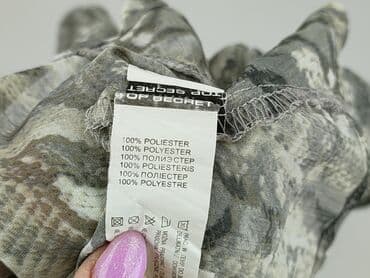 TOP SECRET
TOP SECRET
100% POLIESTER
100% POLYESTER
100% ПОЛИЭСТЕР
100% POLIESTERIS
100% ПОЛІЕСТЕР
100% POLYESTRE